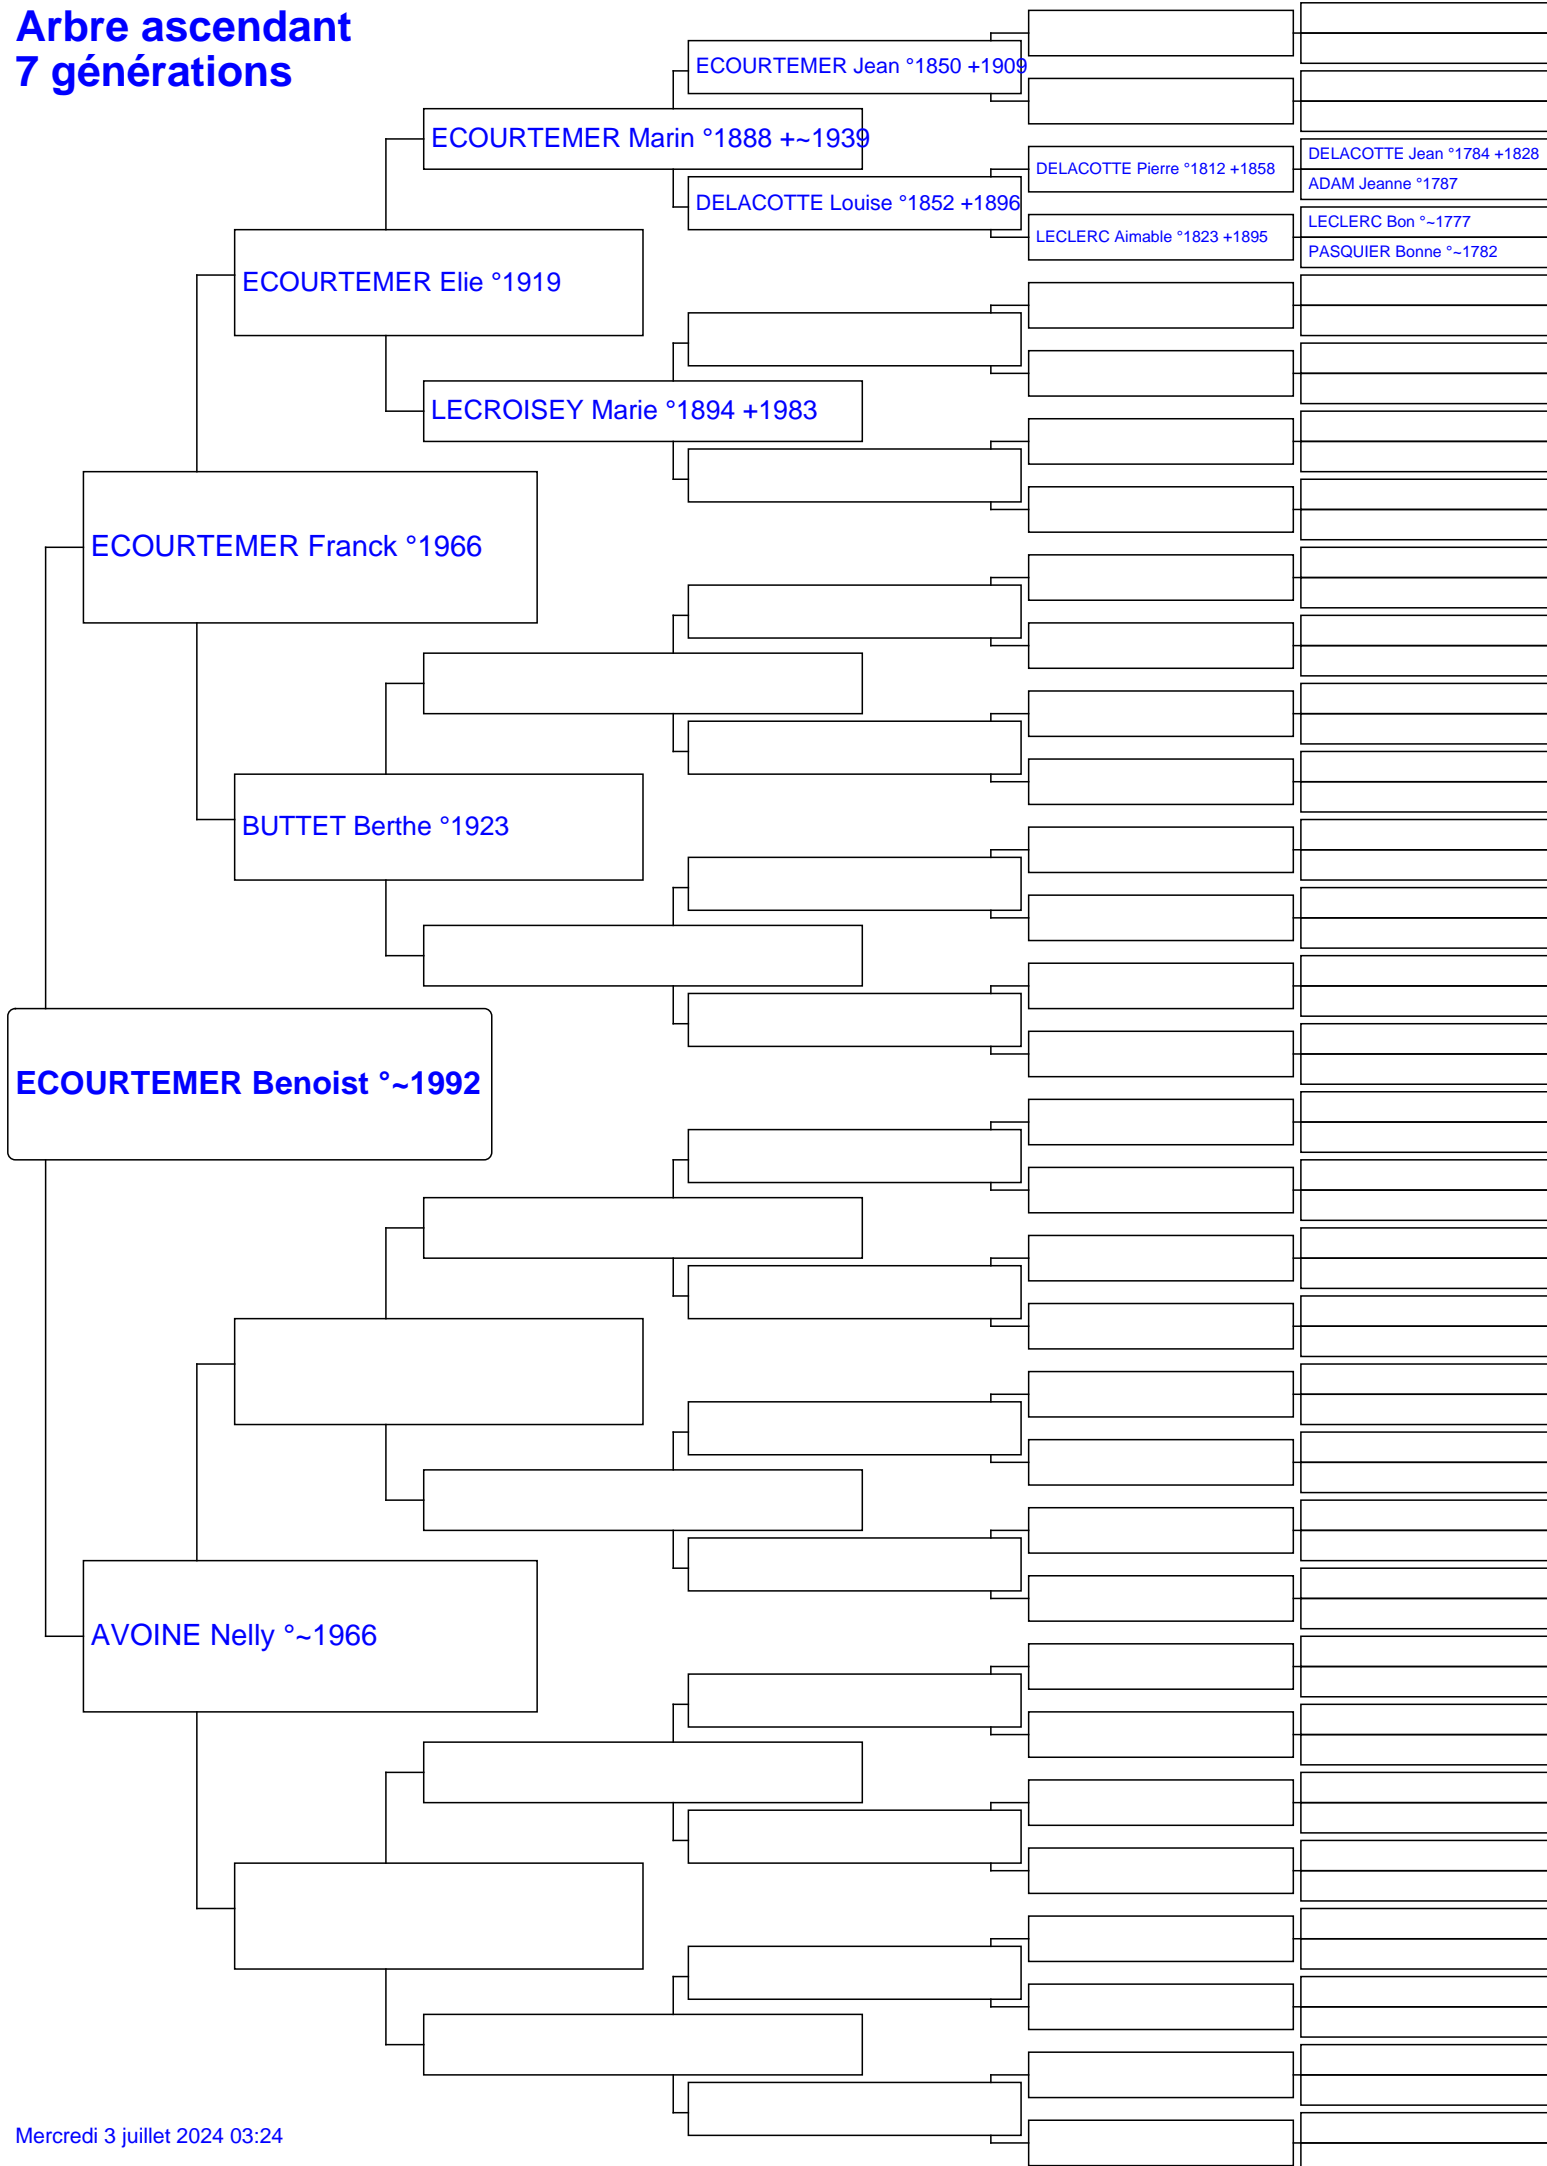 Arbre ascendant
7 générations
ECOURTEMER Jean °1850 +1909
ECOURTEMER Marin °1888 +~1939
DELACOTTE Jean °1784 +1828
DELACOTTE Pierre °1812 +1858
ADAM Jeanne °1787
DELACOTTE Louise °1852 +1896
LECLERC Bon °~1777
LECLERC Aimable °1823 +1895
PASQUIER Bonne °~1782
ECOURTEMER Elie °1919
LECROISEY Marie °1894 +1983
ECOURTEMER Franck °1966
BUTTET Berthe °1923
ECOURTEMER Benoist °~1992
AVOINE Nelly °~1966
Mercredi 3 juillet 2024 03:24